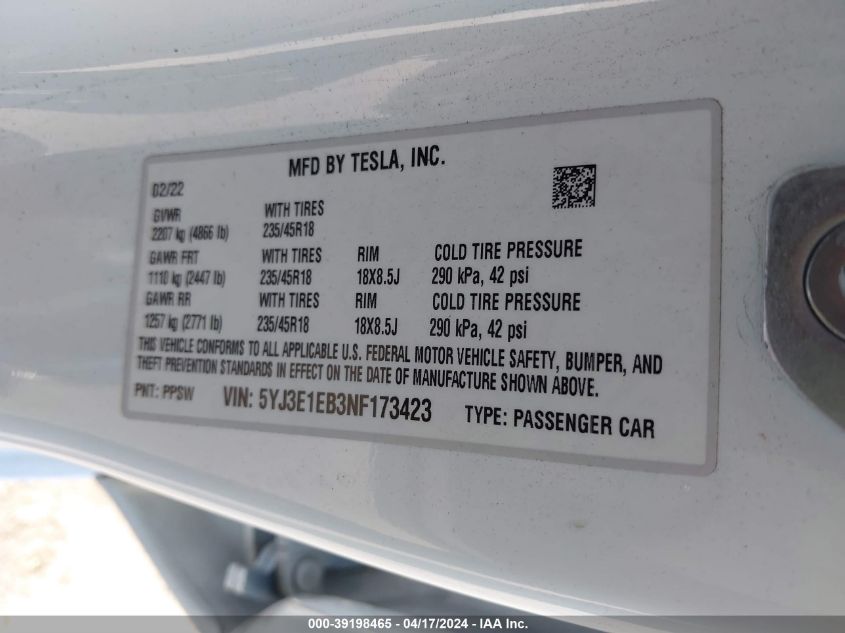 MFD BY TESLA, INC.
02/22
GVWR WITH TIRES
2207 kg (4866 lb) 235/45R18
GAWR FRT WITH TIRES RIM COLD TIRE PRESSURE
1110 kg (2447 lb) 235/45R18 18X8.5J 290 kPa, 42 psi
GAWR RR WITH TIRES RIM COLD TIRE PRESSURE
1257 kg (2771 lb) 235/45R18 18X8.5J 290 kPa, 42 psi
THIS VEHICLE CONFORMS TO ALL APPLICABLE U.S. FEDERAL MOTOR VEHICLE SAFETY, BUMPER, AND
THEFT PREVENTION STANDARDS IN EFFECT ON THE DATE OF MANUFACTURE SHOWN ABOVE.
PNT: PPSW VIN: 5YJ3E1EB3NF173423 TYPE: PASSENGER CAR
000-39198465 - 04/17/2024 - IAA Inc.